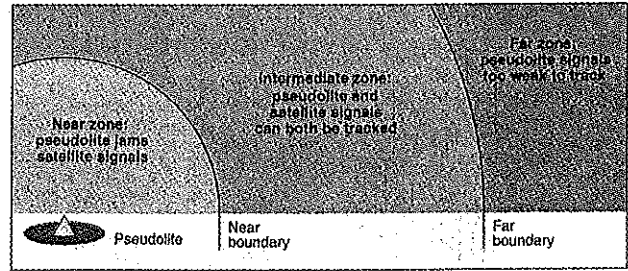 Near zone:
pseudolite jams
satellite signals
Intermediate zone:
pseudolite and
satellite signals
can both be tracked
Far zone:
pseudolite signals
too weak to track
Pseudolite
Near
boundary
Far
boundary